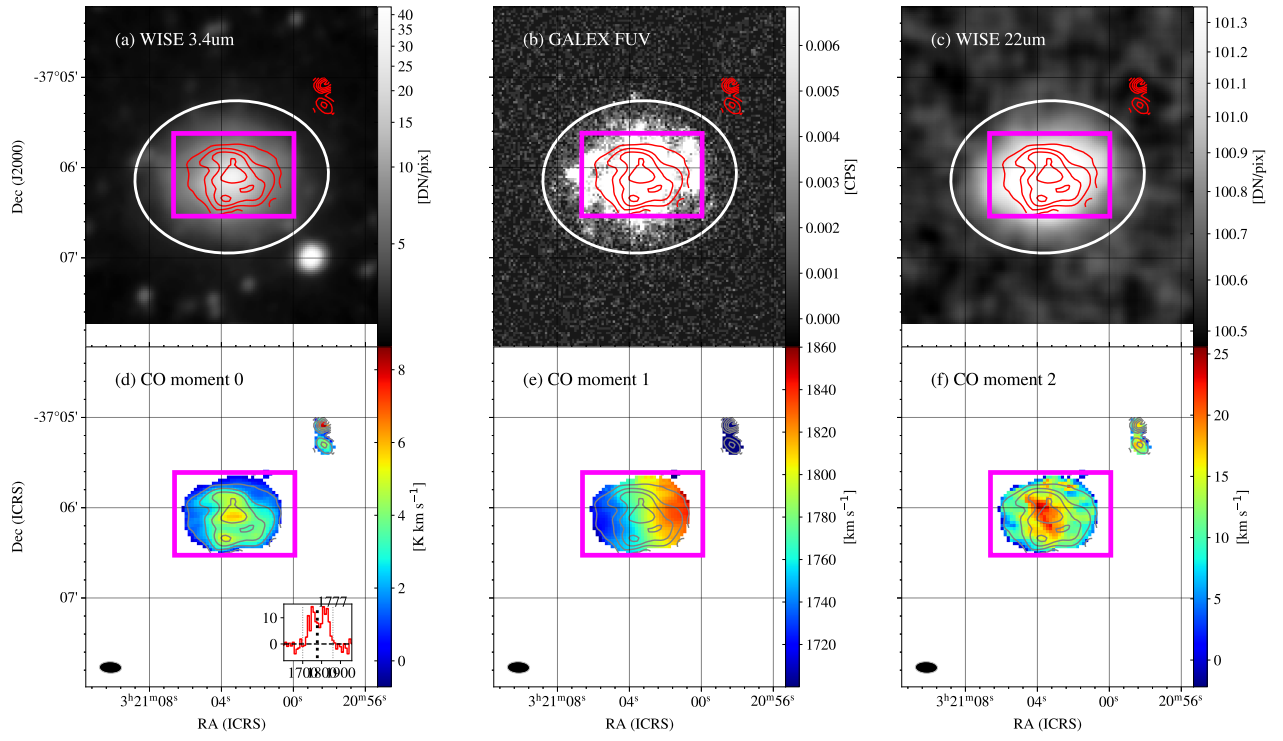 (a) WISE 3.4um
(b) GALEX FUV
(c) WISE 22um
40
35
30
25
20
15
10
5
[DN/pix]
0.006
0.005
0.004
0.003
0.002
0.001
0.000
[CPS]
101.3
101.2
101.1
101.0
100.9
100.8
100.7
100.6
100.5
[DN/pix]
-37°05'
06'
07'
Dec (J2000)
(d) CO moment 0
(e) CO moment 1
(f) CO moment 2
8
6
4
2
0
[K km s⁻¹]
1860
1840
1820
1800
1780
1760
1740
1720
[km s⁻¹]
25
20
15
10
5
0
[km s⁻¹]
-37°05'
06'
07'
Dec (ICRS)
1777
10
0
1700
1800
1900
3ʰ21ᵐ08ˢ 04ˢ 00ˢ 20ᵐ56ˢ
3ʰ21ᵐ08ˢ 04ˢ 00ˢ 20ᵐ56ˢ
3ʰ21ᵐ08ˢ 04ˢ 00ˢ 20ᵐ56ˢ
RA (ICRS)
RA (ICRS)
RA (ICRS)